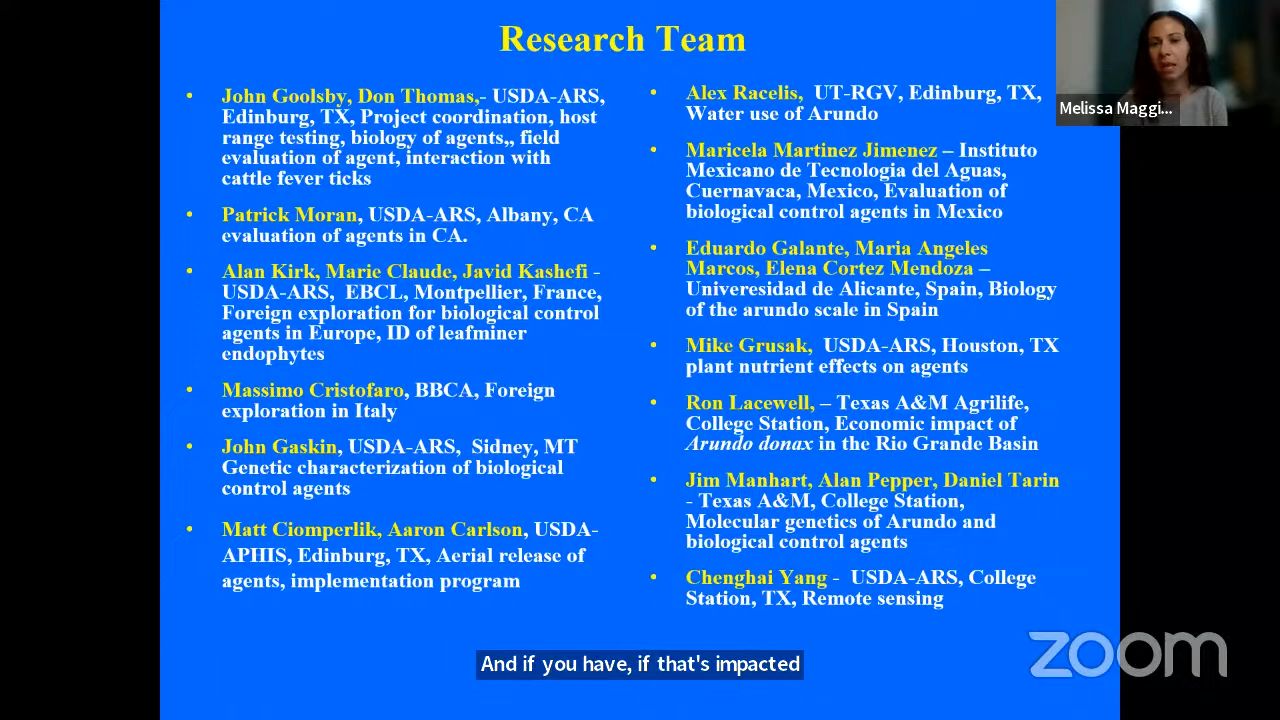 Research Team
• John Goolsby, Don Thomas,- USDA-ARS,
Edinburg, TX, Project coordination, host
range testing, biology of agents,, field
evaluation of agent, interaction with
cattle fever ticks
• Patrick Moran, USDA-ARS, Albany, CA
evaluation of agents in CA.
• Alan Kirk, Marie Claude, Javid Kashefi -
USDA-ARS, EBCL, Montpellier, France,
Foreign exploration for biological control
agents in Europe, ID of leafminer
endophytes
• Massimo Cristofaro, BBCA, Foreign
exploration in Italy
• John Gaskin, USDA-ARS, Sidney, MT
Genetic characterization of biological
control agents
• Matt Ciomperlik, Aaron Carlson, USDA-
APHIS, Edinburg, TX, Aerial release of
agents, implementation program
• Alex Racelis, UT-RGV, Edinburg, TX,
Water use of Arundo
• Maricela Martinez Jimenez – Instituto
Mexicano de Tecnologia del Aguas,
Cuernavaca, Mexico, Evaluation of
biological control agents in Mexico
• Eduardo Galante, Maria Angeles
Marcos, Elena Cortez Mendoza –
Univeresidad de Alicante, Spain, Biology
of the arundo scale in Spain
• Mike Grusak, USDA-ARS, Houston, TX
plant nutrient effects on agents
• Ron Lacewell, – Texas A&M Agrilife,
College Station, Economic impact of
Arundo donax in the Rio Grande Basin
• Jim Manhart, Alan Pepper, Daniel Tarin
- Texas A&M, College Station,
Molecular genetics of Arundo and
biological control agents
• Chenghai Yang - USDA-ARS, College
Station, TX, Remote sensing
Melissa Maggi...
And if you have, if that's impacted
zoom